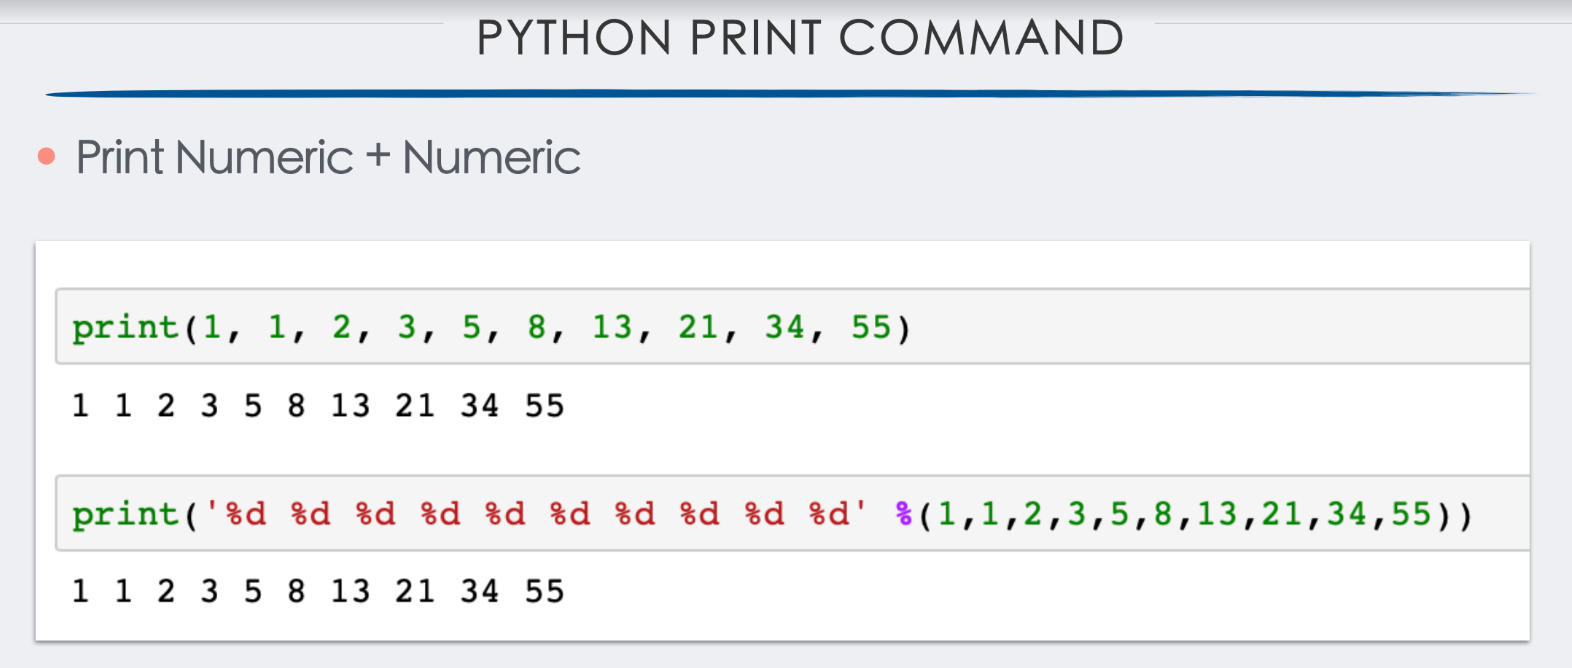 PYTHON PRINT COMMAND
• Print Numeric + Numeric
print(1, 1, 2, 3, 5, 8, 13, 21, 34, 55)
1 1 2 3 5 8 13 21 34 55
print('%d %d %d %d %d %d %d %d %d %d' %(1,1,2,3,5,8,13,21,34,55))
1 1 2 3 5 8 13 21 34 55